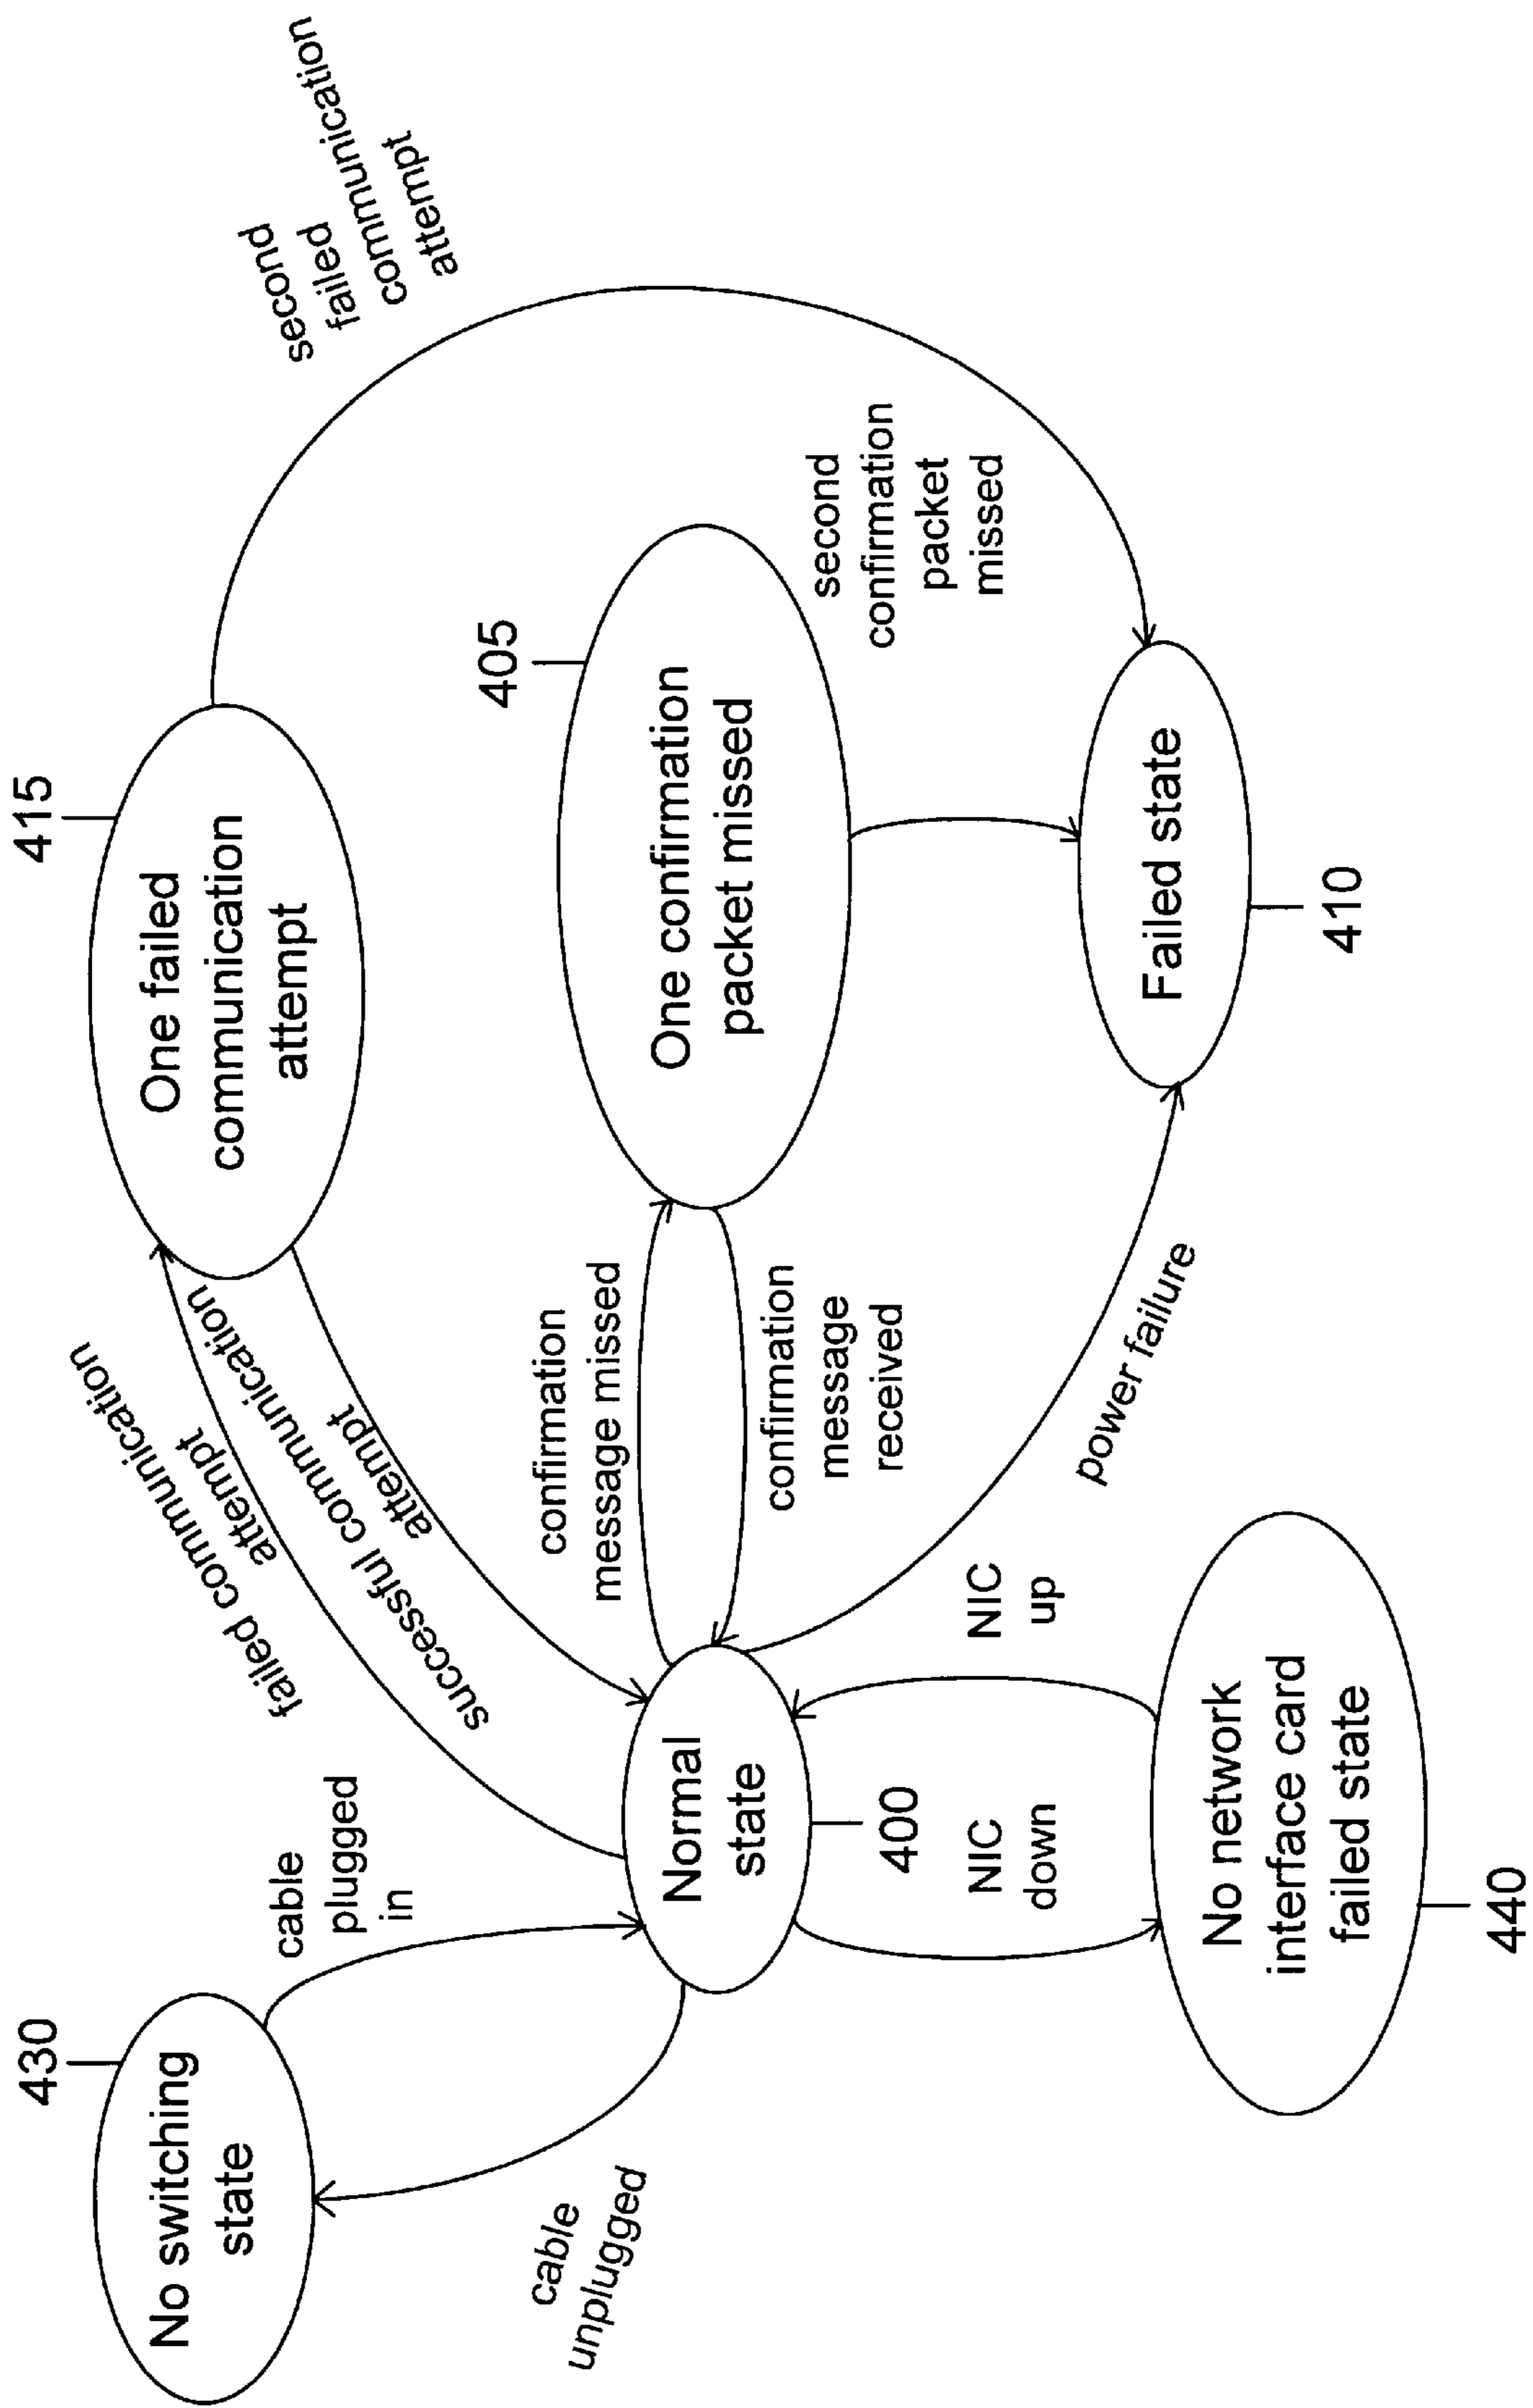 430
No switching
state
cable
plugged
in
cable
unplugged
415
One failed
communication
attempt
failed communication
attempt
successful communication
attempt
second
failed
communication
attempt
Normal
state
400
confirmation
message missed
confirmation
message
received
405
One confirmation
packet missed
second
confirmation
packet
missed
NIC
down
NIC
up
power failure
Failed state
410
No network
interface card
failed state
440